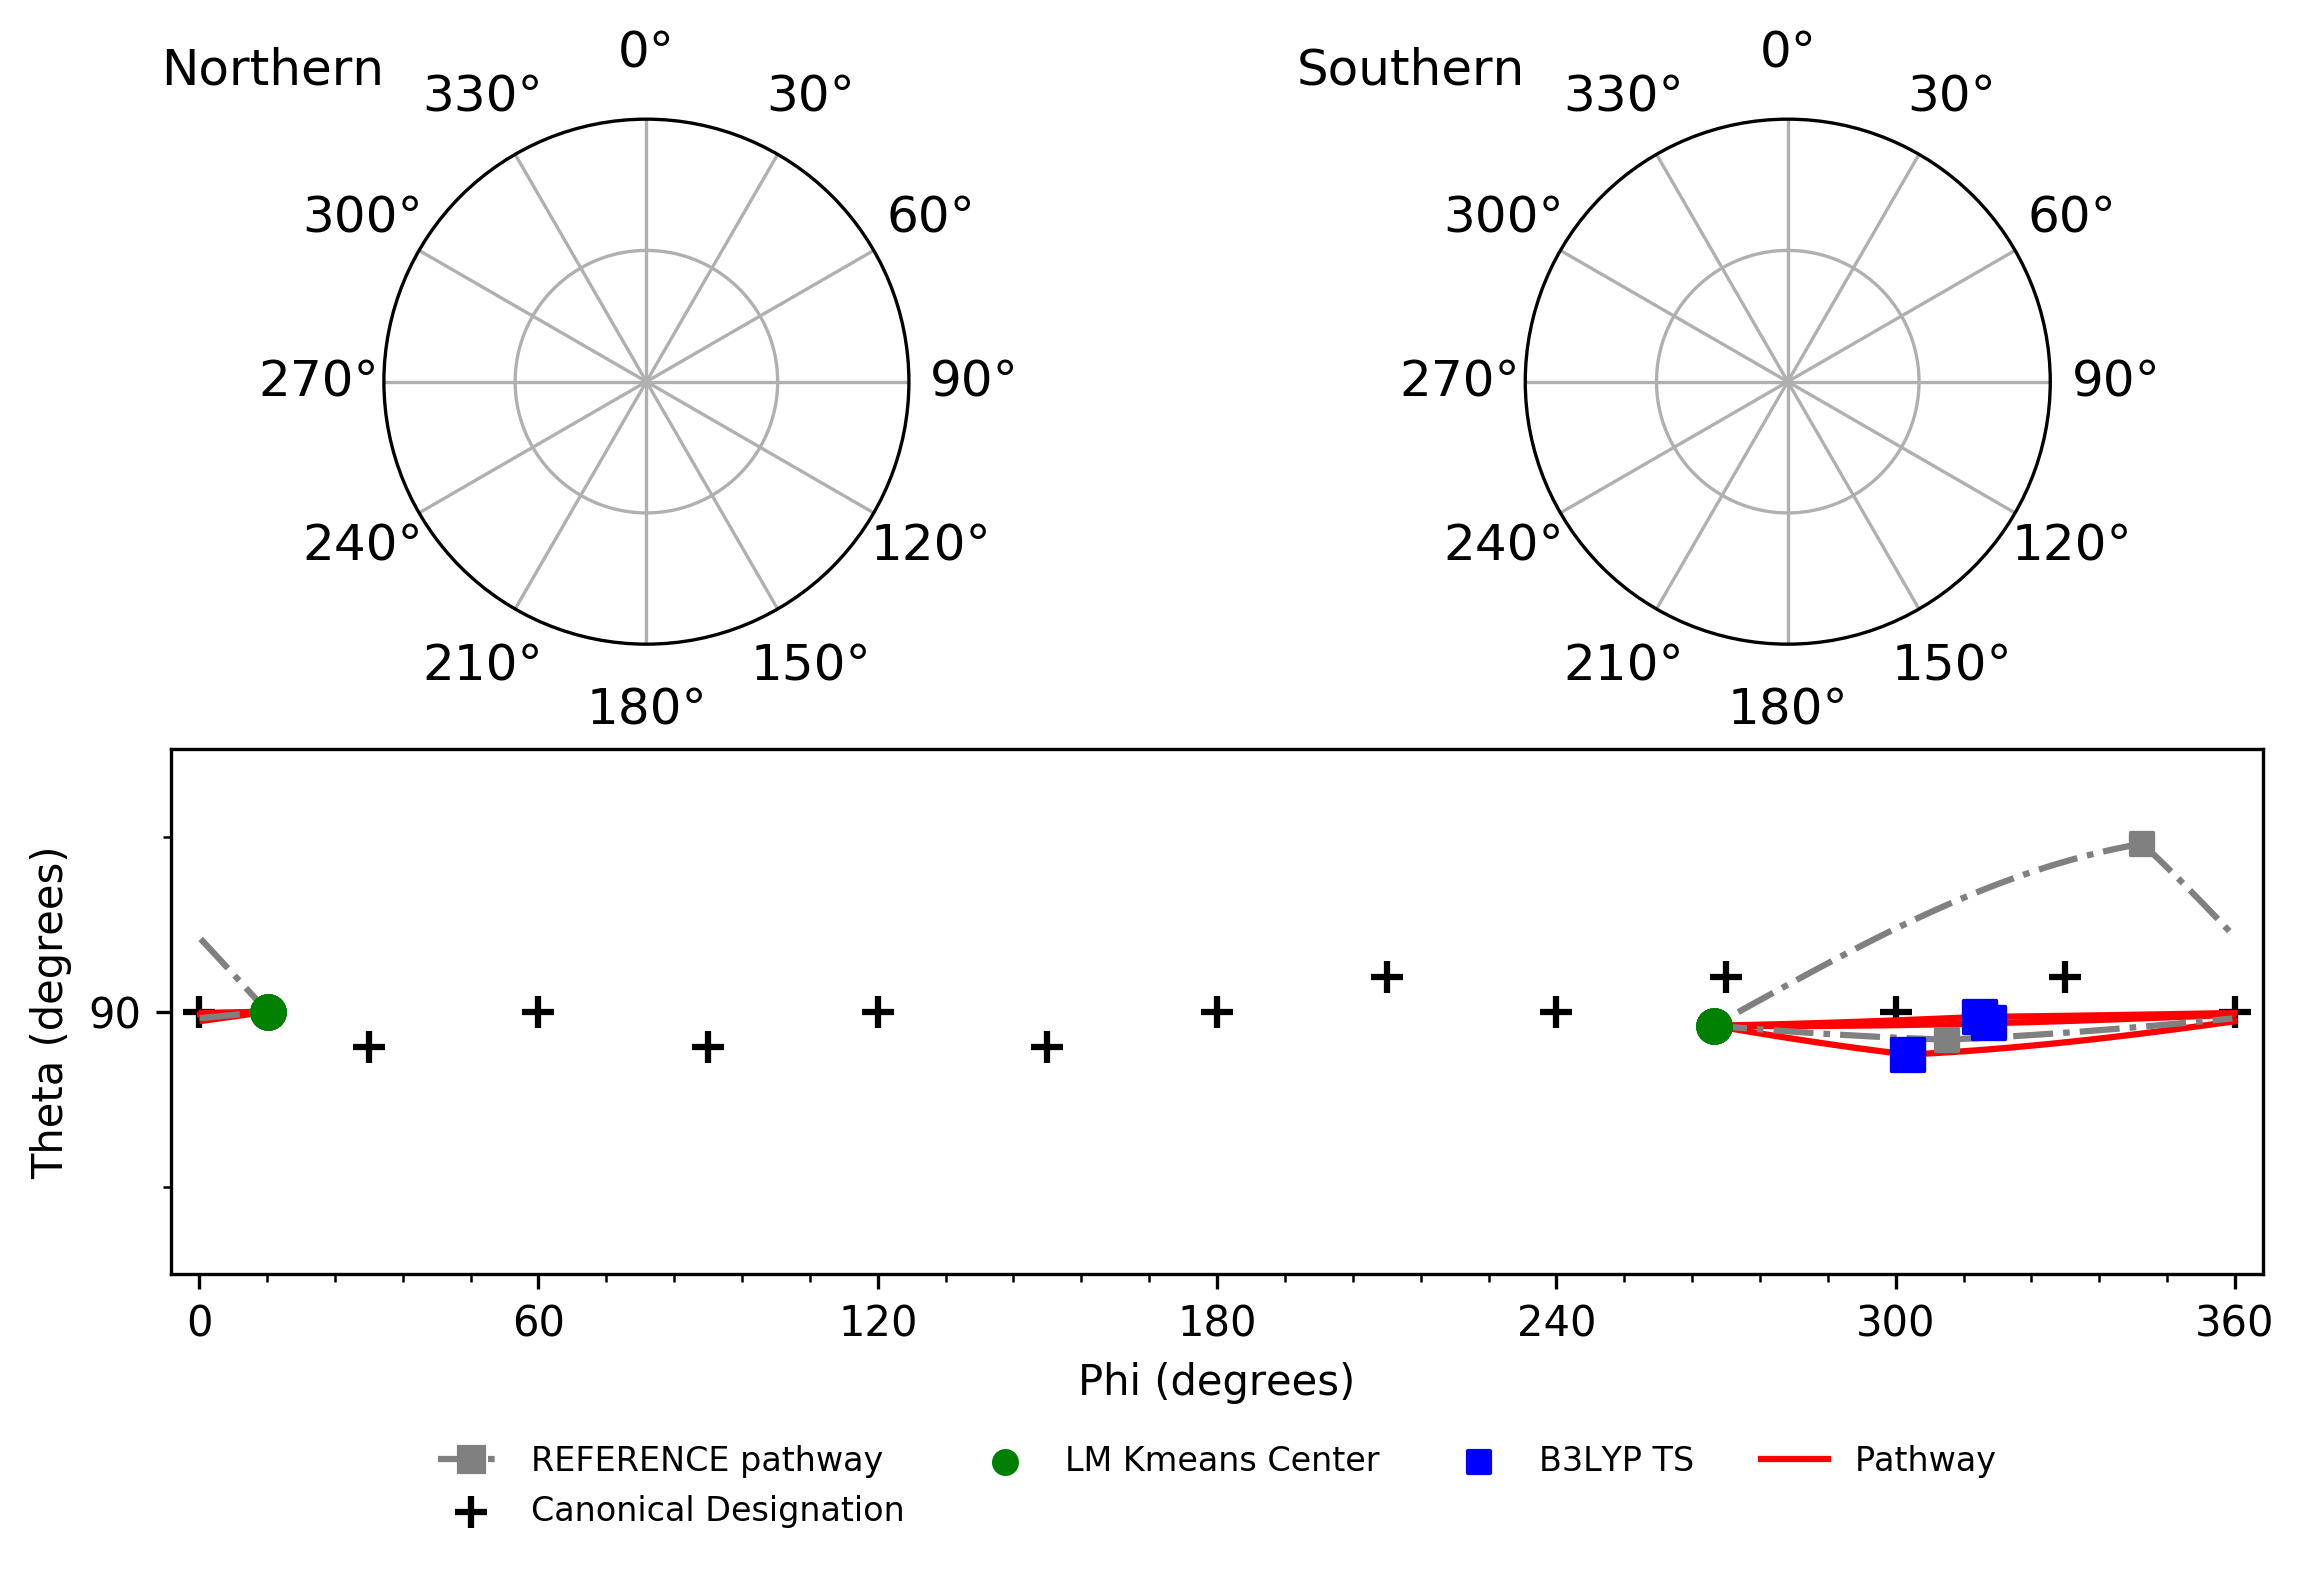 Northern
0°
30°
60°
90°
120°
150°
180°
210°
240°
270°
300°
330°
Southern
0°
30°
60°
90°
120°
150°
180°
210°
240°
270°
300°
330°
Theta (degrees)
90
0 60 120 180 240 300 360
Phi (degrees)
REFERENCE pathway
Canonical Designation
LM Kmeans Center
B3LYP TS
Pathway